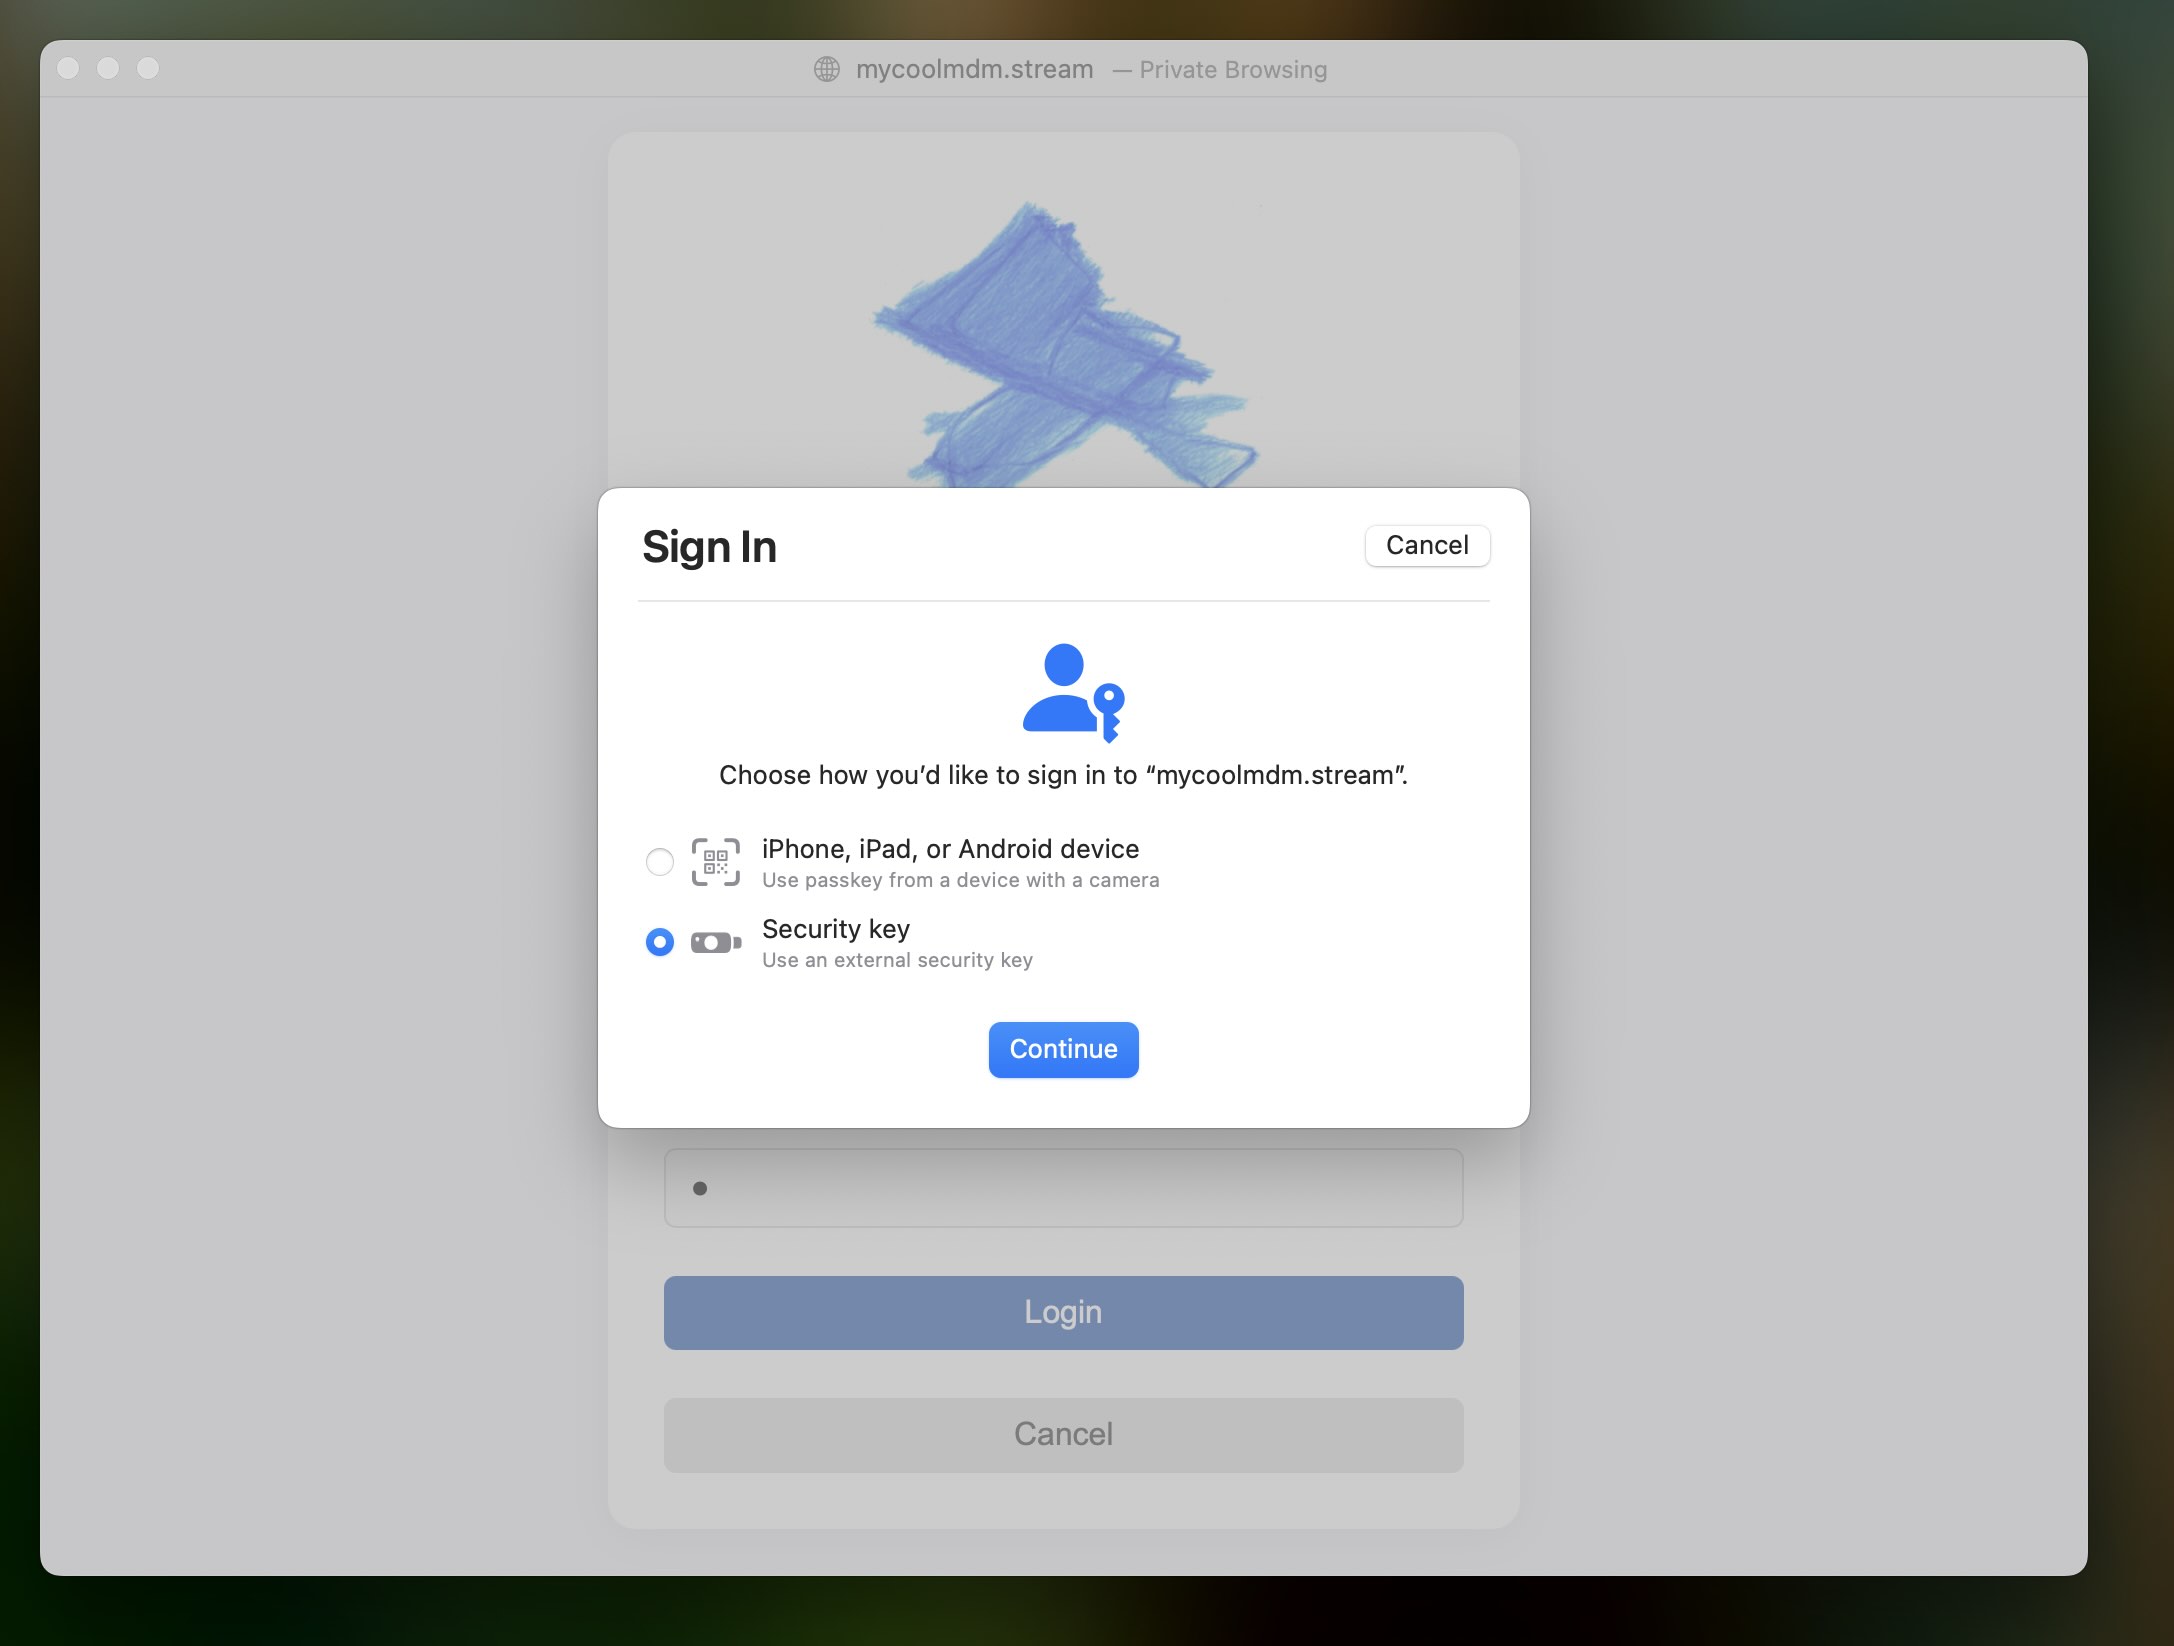 mycoolmdm.stream — Private Browsing
Sign In
Cancel
Choose how you’d like to sign in to “mycoolmdm.stream”.
iPhone, iPad, or Android device
Use passkey from a device with a camera
Security key
Use an external security key
Continue
Login
Cancel